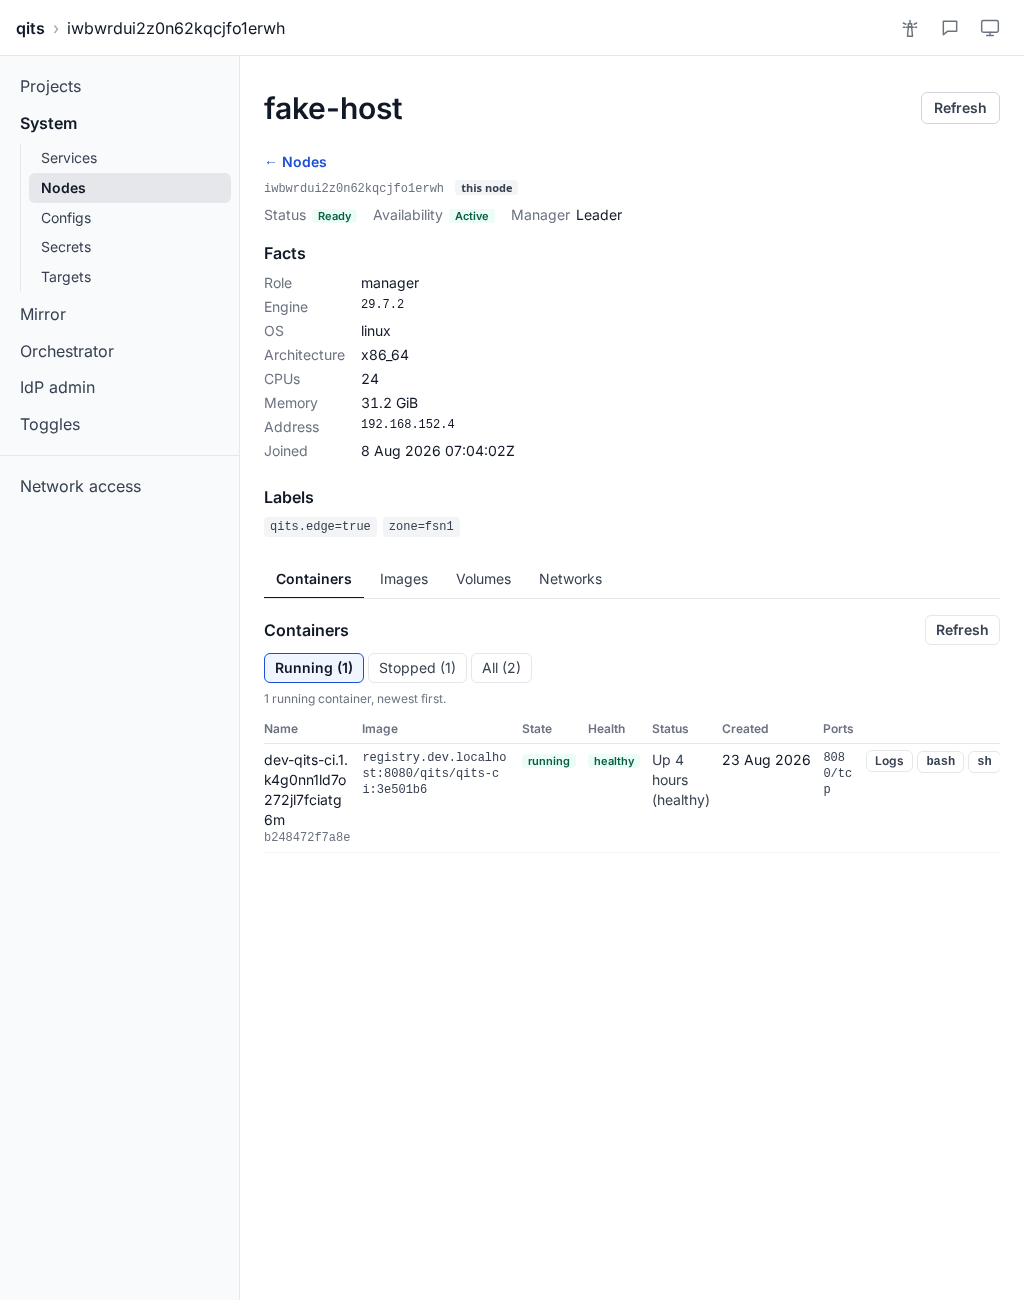 qits › iwbwrdui2z0n62kqcjfo1erwh
Projects
System
Services
Nodes
Configs
Secrets
Targets
Mirror
Orchestrator
IdP admin
Toggles
Network access
fake-host
Refresh
← Nodes
iwbwrdui2z0n62kqcjfo1erwh this node
Status Ready Availability Active Manager Leader
Facts
Role manager
Engine 29.7.2
OS linux
Architecture x86_64
CPUs 24
Memory 31.2 GiB
Address 192.168.152.4
Joined 8 Aug 2026 07:04:02Z
Labels
qits.edge=true zone=fsn1
Containers Images Volumes Networks
Containers
Refresh
Running (1) Stopped (1) All (2)
1 running container, newest first.
Name Image State Health Status Created Ports
dev-qits-ci.1.
k4g0nn1ld7o
272jl7fciatg
6m
b248472f7a8e
registry.dev.localho
st:8080/qits/qits-c
i:3e501b6
running
healthy
Up 4
hours
(healthy)
23 Aug 2026
808
0/tc
p
Logs bash sh